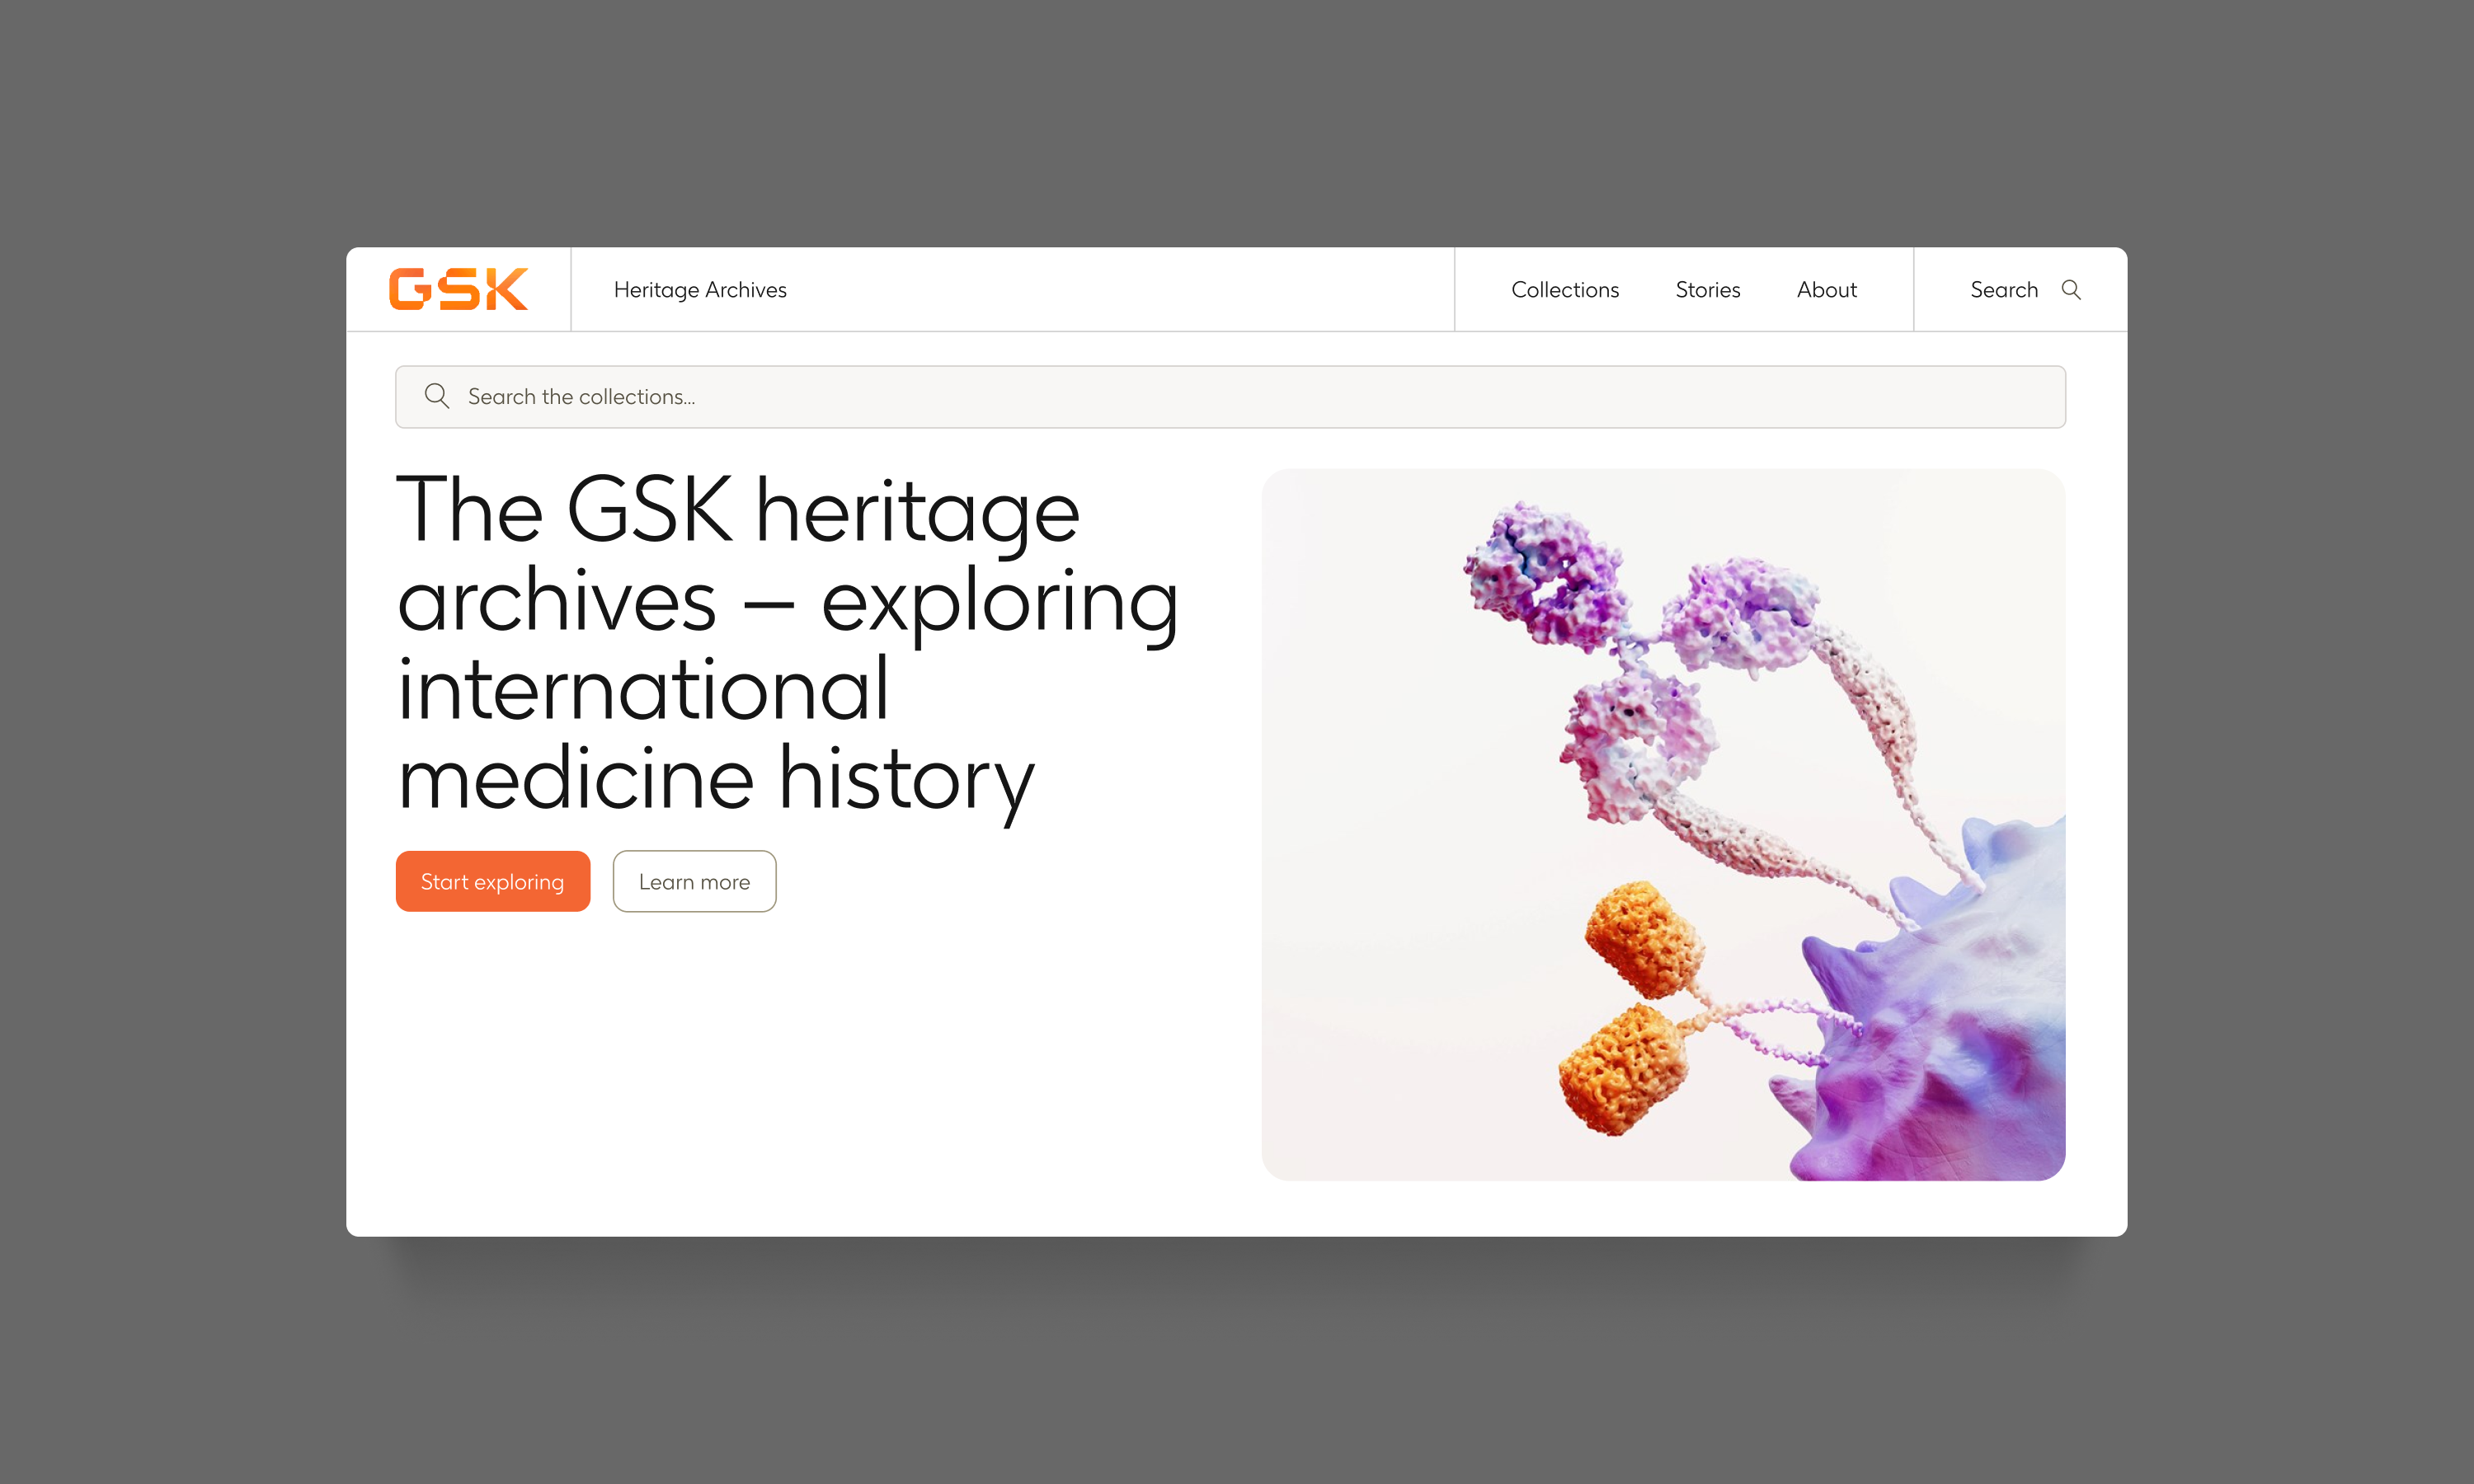 GSK
Heritage Archives
Collections
Stories
About
Search
Search the collections...
The GSK heritage
archives – exploring
international
medicine history
Start exploring
Learn more